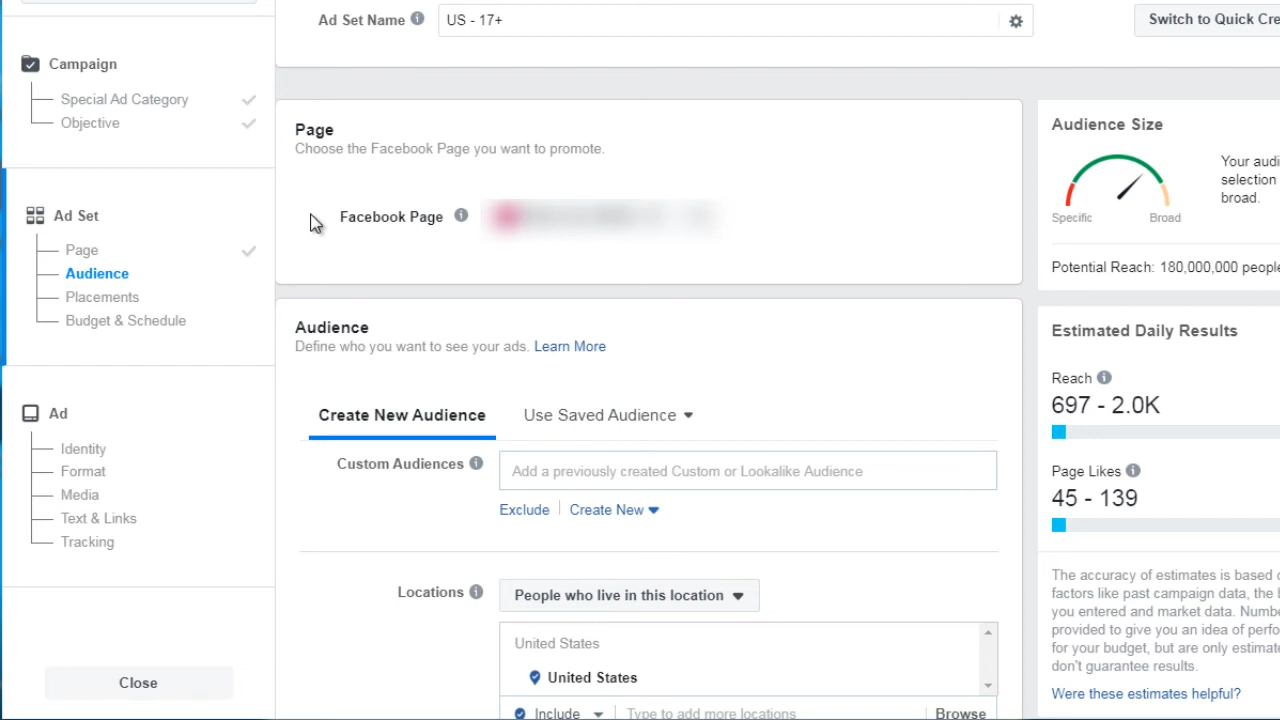 Ad Set Name
US - 17+
Switch to Quick Cre
Campaign
Special Ad Category
Objective
Ad Set
Page
Audience
Placements
Budget & Schedule
Ad
Identity
Format
Media
Text & Links
Tracking
Close
Page
Choose the Facebook Page you want to promote.
Facebook Page
Audience
Define who you want to see your ads. Learn More
Create New Audience
Use Saved Audience
Custom Audiences
Add a previously created Custom or Lookalike Audience
Exclude
Create New
Locations
People who live in this location
United States
United States
Include
Type to add more locations
Browse
Audience Size
Specific
Broad
Your audi
selection
broad.
Potential Reach: 180,000,000 people
Estimated Daily Results
Reach
697 - 2.0K
Page Likes
45 - 139
The accuracy of estimates is based o
factors like past campaign data, the b
you entered and market data. Numbe
provided to give you an idea of perfo
for your budget, but are only estimate
don't guarantee results.
Were these estimates helpful?